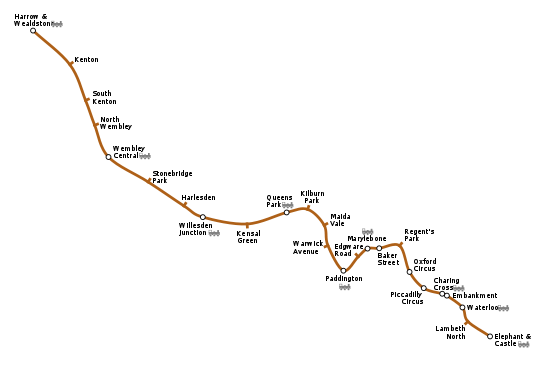 Harrow &
Wealdstone
Kenton
South
Kenton
North
Wembley
Wembley
Central
Stonebridge
Park
Harlesden
Willesden
Junction
Kensal
Green
Queens
Park
Kilburn
Park
Maida
Vale
Warwick
Avenue
Paddington
Edgware
Road
Marylebone
Baker
Street
Regent's
Park
Oxford
Circus
Piccadilly
Circus
Charing
Cross
Embankment
Waterloo
Lambeth
North
Elephant &
Castle